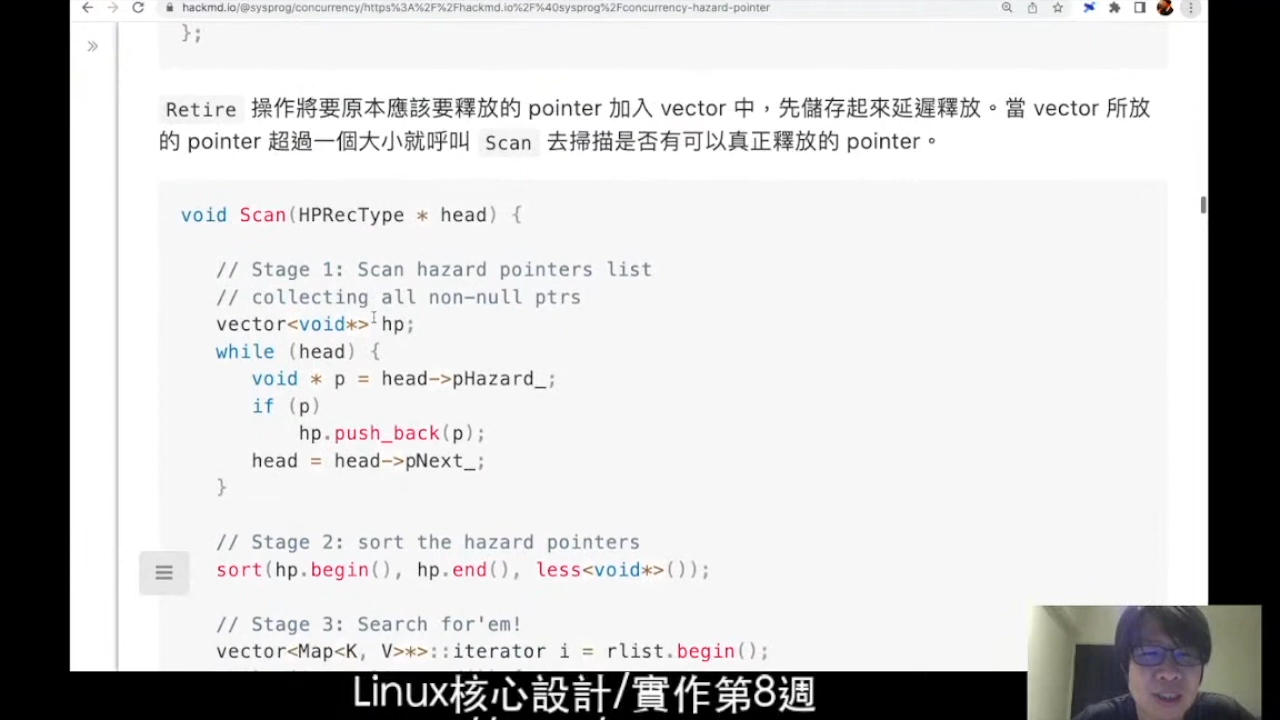 hackmd.io/@sysprog/concurrency/https%3A%2F%2Fhackmd.io%2F%40sysprog%2Fconcurrency-hazard-pointer
};
Retire 操作將要原本應該要釋放的 pointer 加入 vector 中，先儲存起來延遲釋放。當 vector 所放
的 pointer 超過一個大小就呼叫 Scan 去掃描是否有可以真正釋放的 pointer。
void Scan(HPRecType * head) {
// Stage 1: Scan hazard pointers list
// collecting all non-null ptrs
vector<void*> hp;
while (head) {
void * p = head->pHazard_;
if (p)
hp.push_back(p);
head = head->pNext_;
}
// Stage 2: sort the hazard pointers
sort(hp.begin(), hp.end(), less<void*>());
// Stage 3: Search for'em!
vector<Map<K, V>*>::iterator i = rlist.begin();
Linux核心設計/實作第8週